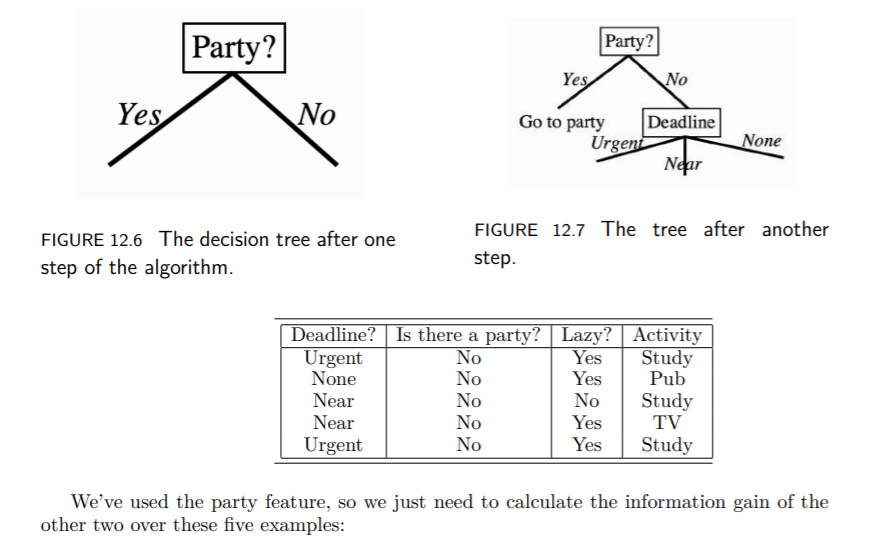 Party?
Yes
No
FIGURE 12.6 The decision tree after one
step of the algorithm.
Party?
Yes
No
Go to party
Deadline
Urgent
Near
None
FIGURE 12.7 The tree after another
step.
Deadline? Is there a party? Lazy? Activity
Urgent No Yes Study
None No Yes Pub
Near No No Study
Near No Yes TV
Urgent No Yes Study
We've used the party feature, so we just need to calculate the information gain of the
other two over these five examples: